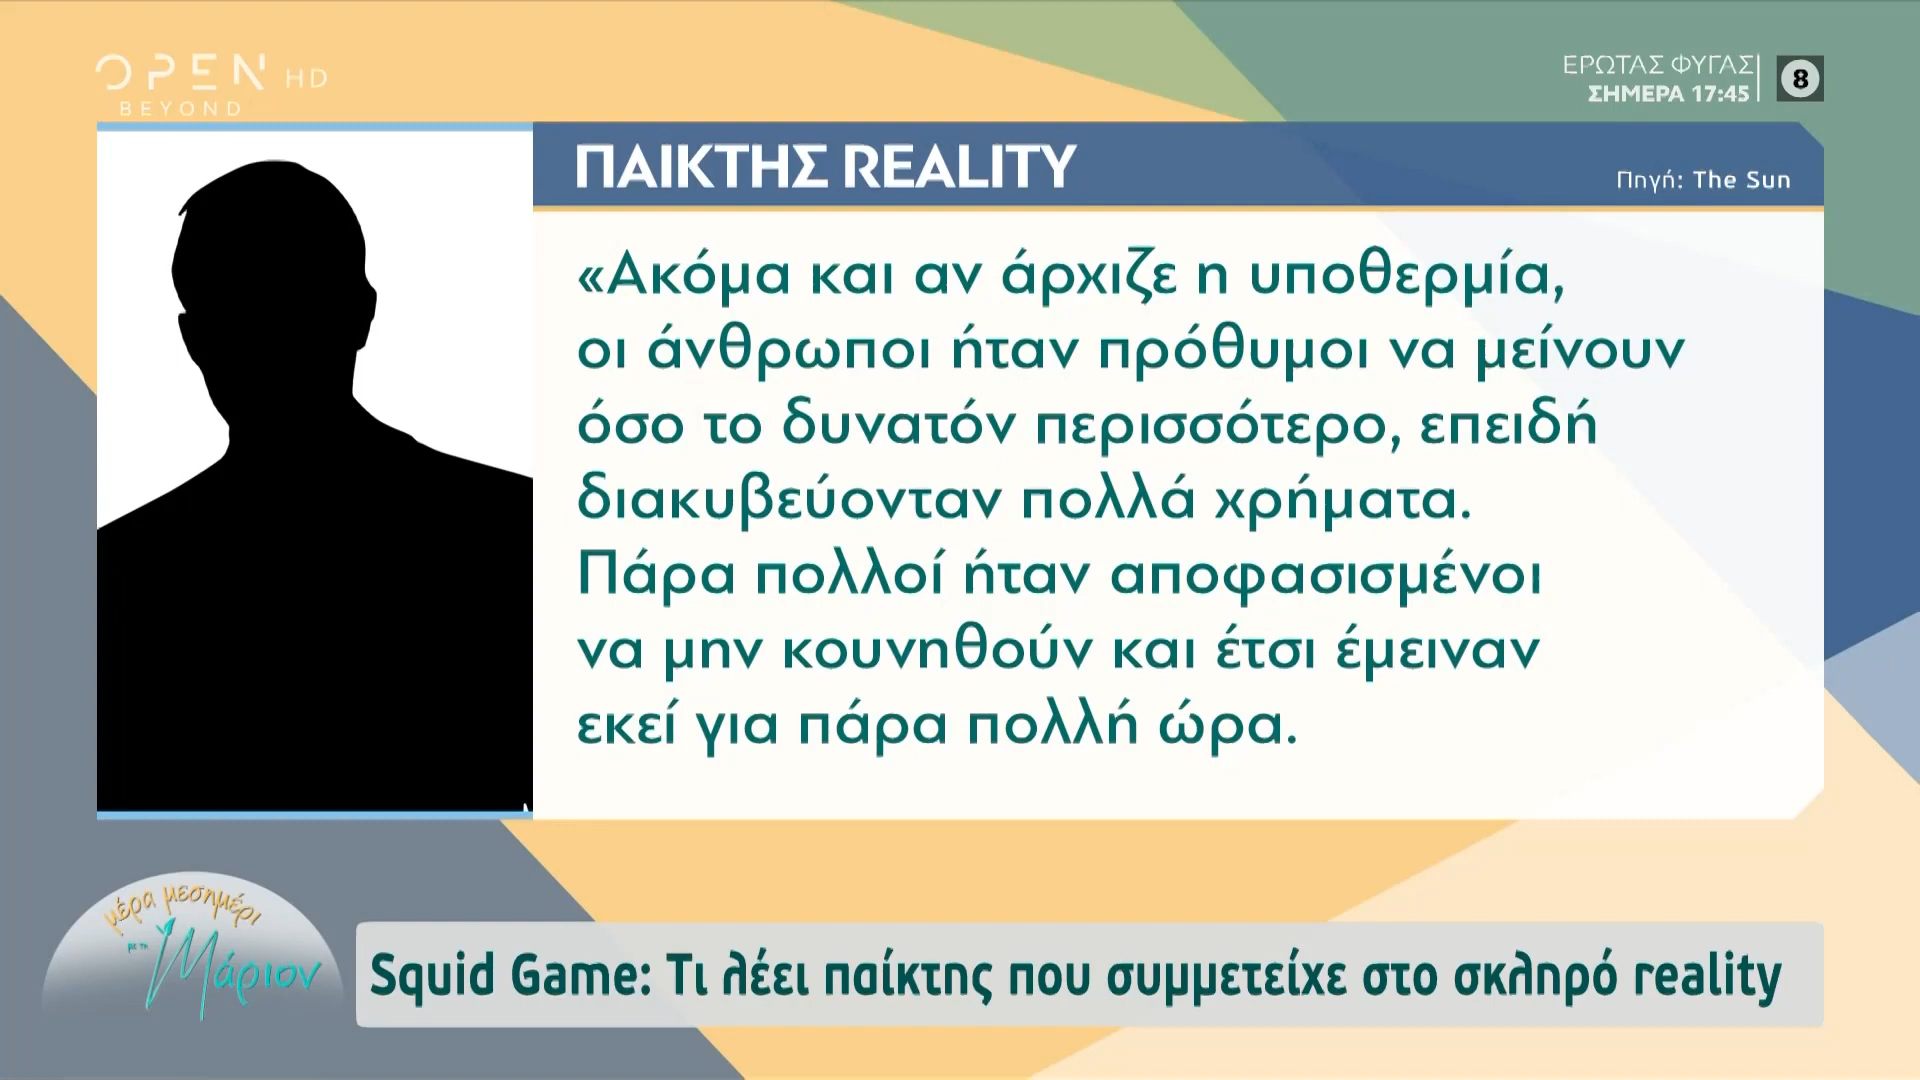 OPEN HD
BEYOND
ΕΡΩΤΑΣ ΦΥΓΑΣ
ΣΗΜΕΡΑ 17:45
8
ΠΑΙΚΤΗΣ REALITY
Πηγή: The Sun
«Ακόμα και αν άρχιζε η υποθερμία,
οι άνθρωποι ήταν πρόθυμοι να μείνουν
όσο το δυνατόν περισσότερο, επειδή
διακυβεύονταν πολλά χρήματα.
Πάρα πολλοί ήταν αποφασισμένοι
να μην κουνηθούν και έτσι έμειναν
εκεί για πάρα πολλή ώρα.
μέρα μεσημέρι
με τη
Μάριον
Squid Game: Τι λέει παίκτης που συμμετείχε στο σκληρό reality